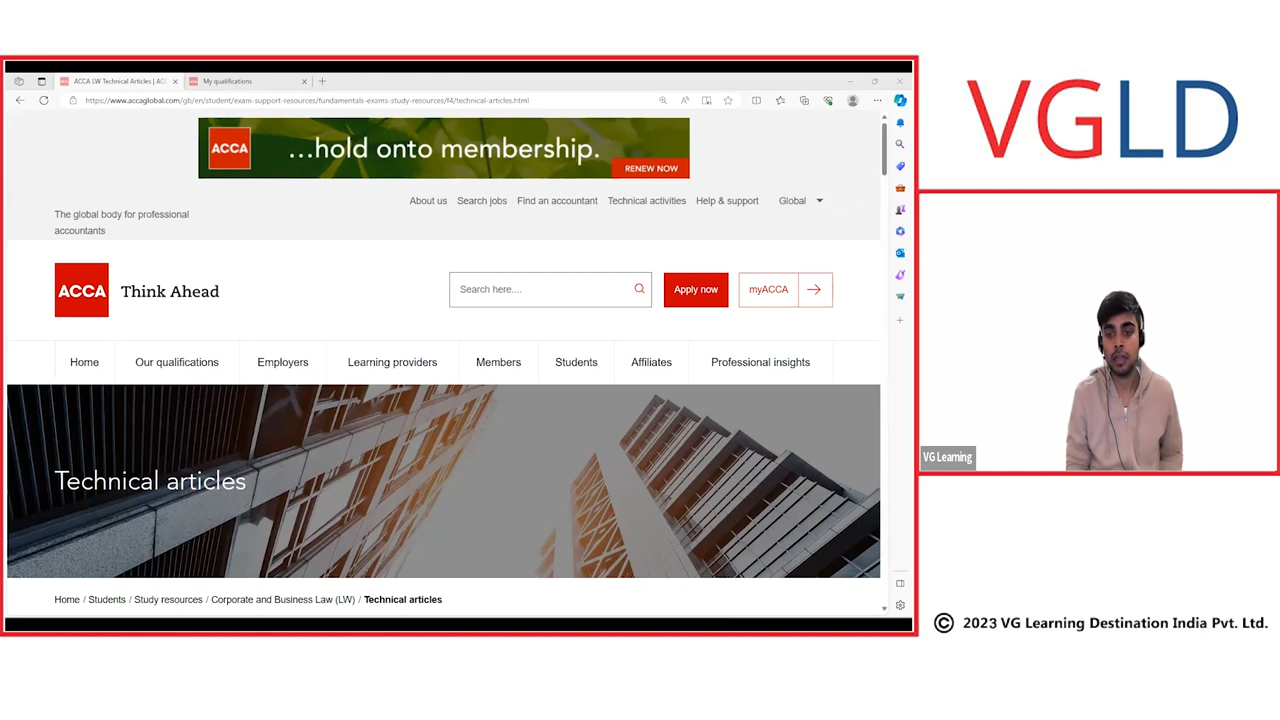 ACCA LW Technical Articles | ACC
My qualifications
https://www.accaglobal.com/gb/en/student/exam-support-resources/fundamentals-exams-study-resources/f4/technical-articles.html
ACCA
...hold onto membership.
RENEW NOW
About us Search jobs Find an accountant Technical activities Help & support Global
The global body for professional
accountants
ACCA Think Ahead
Search here....
Apply now
myACCA
Home Our qualifications Employers Learning providers Members Students Affiliates Professional insights
Technical articles
Home / Students / Study resources / Corporate and Business Law (LW) / Technical articles
VGLD
VG Learning
© 2023 VG Learning Destination India Pvt. Ltd.